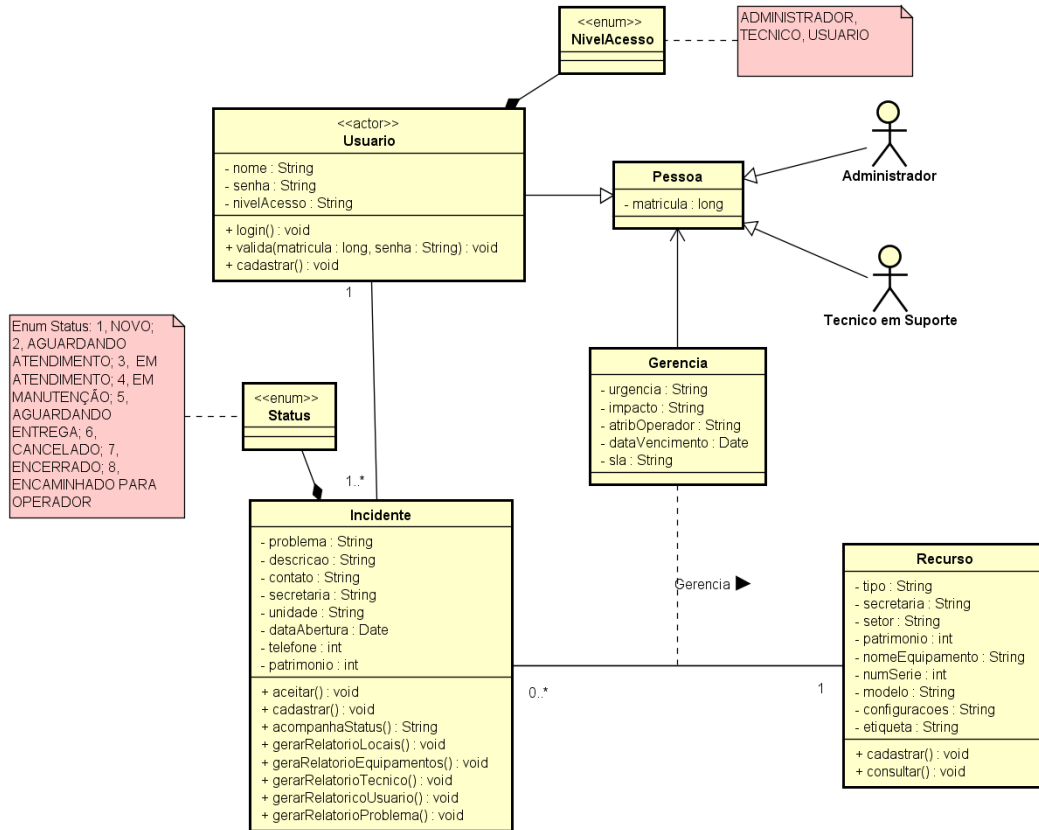 <<enum>>
NivelAcesso
ADMINISTRADOR,
TECNICO, USUARIO
<<actor>>
Usuario
- nome : String
- senha : String
- nivelAcesso : String
+ login() : void
+ valida(matricula : long, senha : String) : void
+ cadastrar() : void
Pessoa
- matricula : long
Administrador
Tecnico em Suporte
1
1..*
Enum Status: 1, NOVO;
2, AGUARDANDO
ATENDIMENTO; 3, EM
ATENDIMENTO; 4, EM
MANUTENÇÃO; 5,
AGUARDANDO
ENTREGA; 6,
CANCELADO; 7,
ENCERRADO; 8,
ENCAMINHADO PARA
OPERADOR
<<enum>>
Status
Gerencia
- urgencia : String
- impacto : String
- atribOperador : String
- dataVencimento : Date
- sla : String
Incidente
- problema : String
- descricao : String
- contato : String
- secretaria : String
- unidade : String
- dataAbertura : Date
- telefone : int
- patrimonio : int
+ aceitar() : void
+ cadastrar() : void
+ acompanhaStatus() : String
+ gerarRelatorioLocais() : void
+ geraRelatorioEquipamentos() : void
+ gerarRelatorioTecnico() : void
+ gerarRelatoricoUsuario() : void
+ gerarRelatorioProblema() : void
Gerencia
0..*
1
Recurso
- tipo : String
- secretaria : String
- setor : String
- patrimonio : int
- nomeEquipamento : String
- numSerie : int
- modelo : String
- configuracoes : String
- etiqueta : String
+ cadastrar() : void
+ consultar() : void